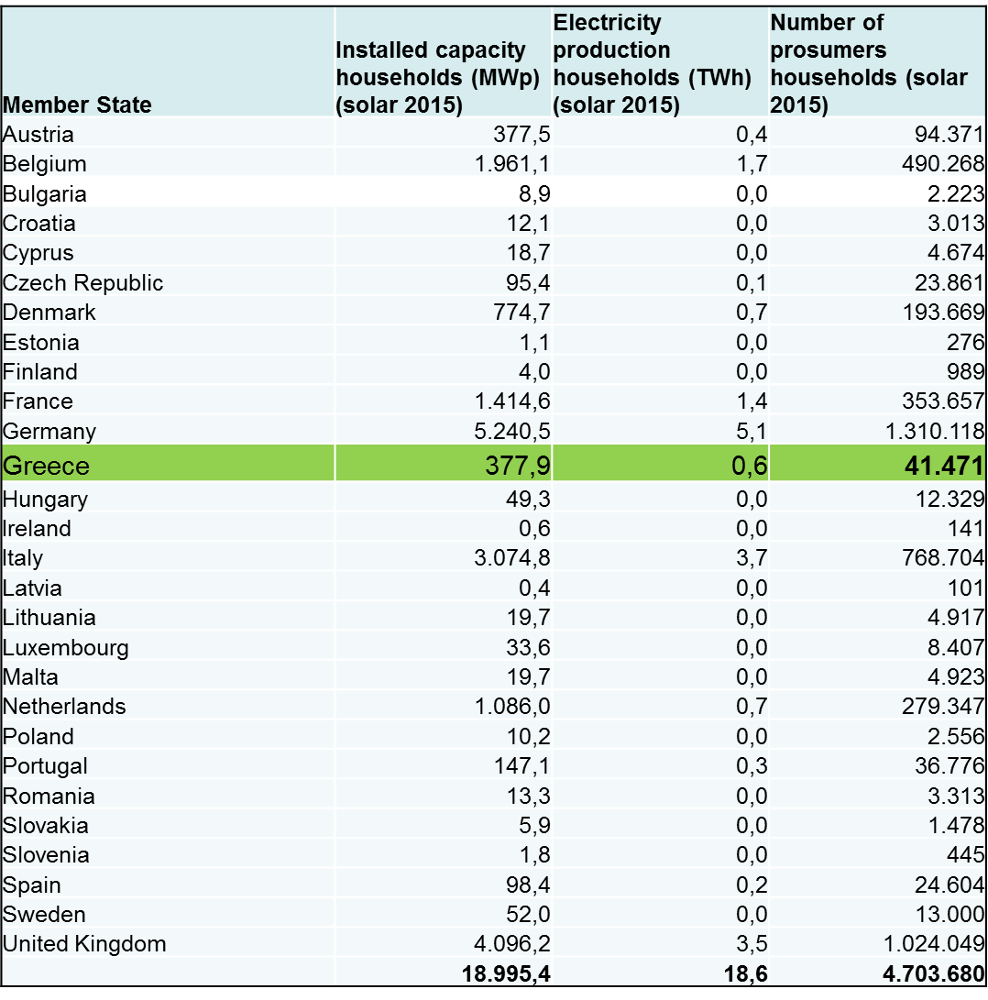 Member State Installed capacity households (MWp) (solar 2015) Electricity production households (TWh) (solar 2015) Number of prosumers households (solar 2015)
Austria 377,5 0,4 94.371
Belgium 1.961,1 1,7 490.268
Bulgaria 8,9 0,0 2.223
Croatia 12,1 0,0 3.013
Cyprus 18,7 0,0 4.674
Czech Republic 95,4 0,1 23.861
Denmark 774,7 0,7 193.669
Estonia 1,1 0,0 276
Finland 4,0 0,0 989
France 1.414,6 1,4 353.657
Germany 5.240,5 5,1 1.310.118
Greece 377,9 0,6 41.471
Hungary 49,3 0,0 12.329
Ireland 0,6 0,0 141
Italy 3.074,8 3,7 768.704
Latvia 0,4 0,0 101
Lithuania 19,7 0,0 4.917
Luxembourg 33,6 0,0 8.407
Malta 19,7 0,0 4.923
Netherlands 1.086,0 0,7 279.347
Poland 10,2 0,0 2.556
Portugal 147,1 0,3 36.776
Romania 13,3 0,0 3.313
Slovakia 5,9 0,0 1.478
Slovenia 1,8 0,0 445
Spain 98,4 0,2 24.604
Sweden 52,0 0,0 13.000
United Kingdom 4.096,2 3,5 1.024.049
18.995,4 18,6 4.703.680